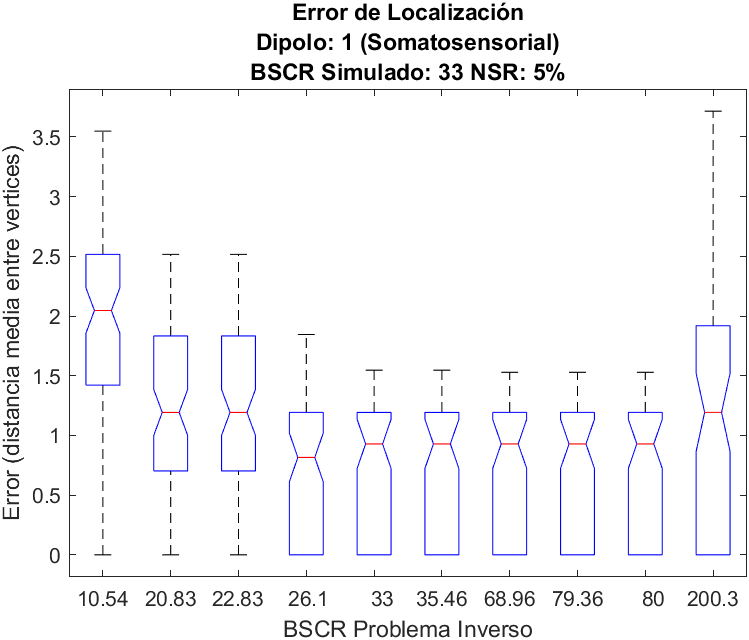 Error de Localización
Dipolo: 1 (Somatosensorial)
BSCR Simulado: 33 NSR: 5%
Error (distancia media entre vertices)
3.5
3
2.5
2
1.5
1
0.5
0
10.54 20.83 22.83 26.1 33 35.46 68.96 79.36 80 200.3
BSCR Problema Inverso